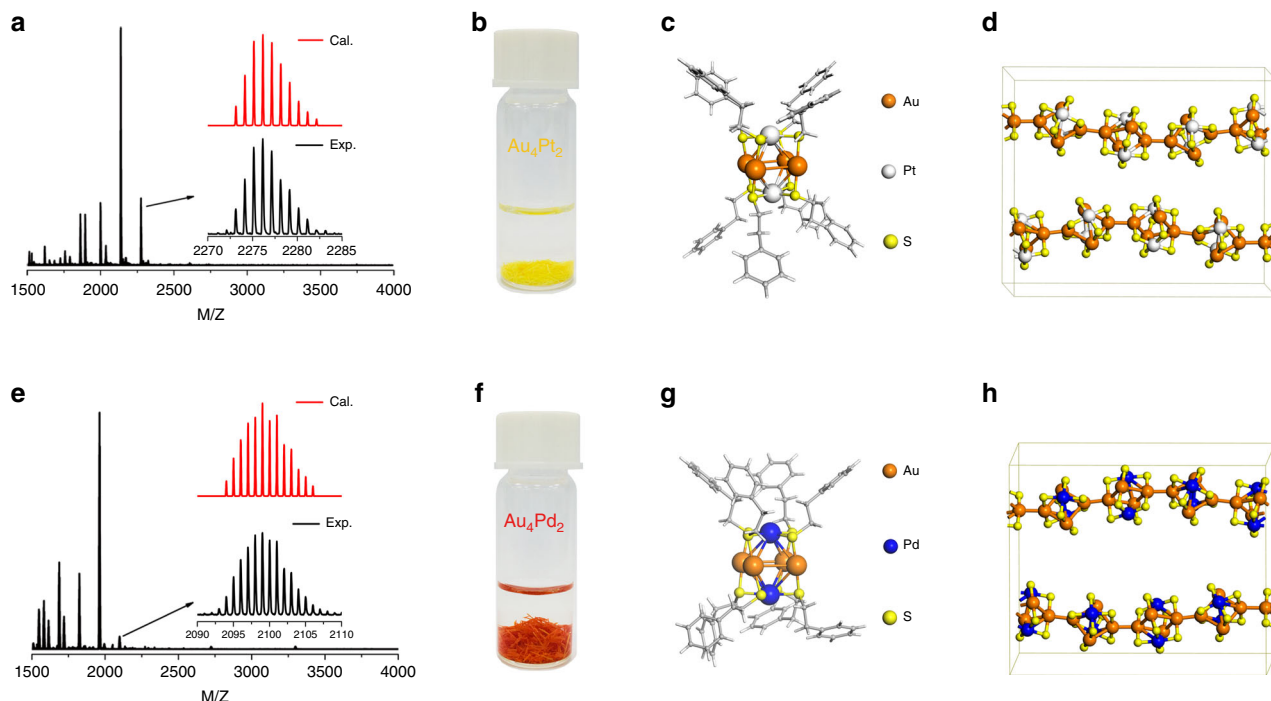 a
Cal.
Exp.
2270 2275 2280 2285
1500 2000 2500 3000 3500 4000
M/Z
b
Au₄Pt₂
c
Au
Pt
S
d
e
Cal.
Exp.
2090 2095 2100 2105 2110
1500 2000 2500 3000 3500 4000
M/Z
f
Au₄Pd₂
g
Au
Pd
S
h